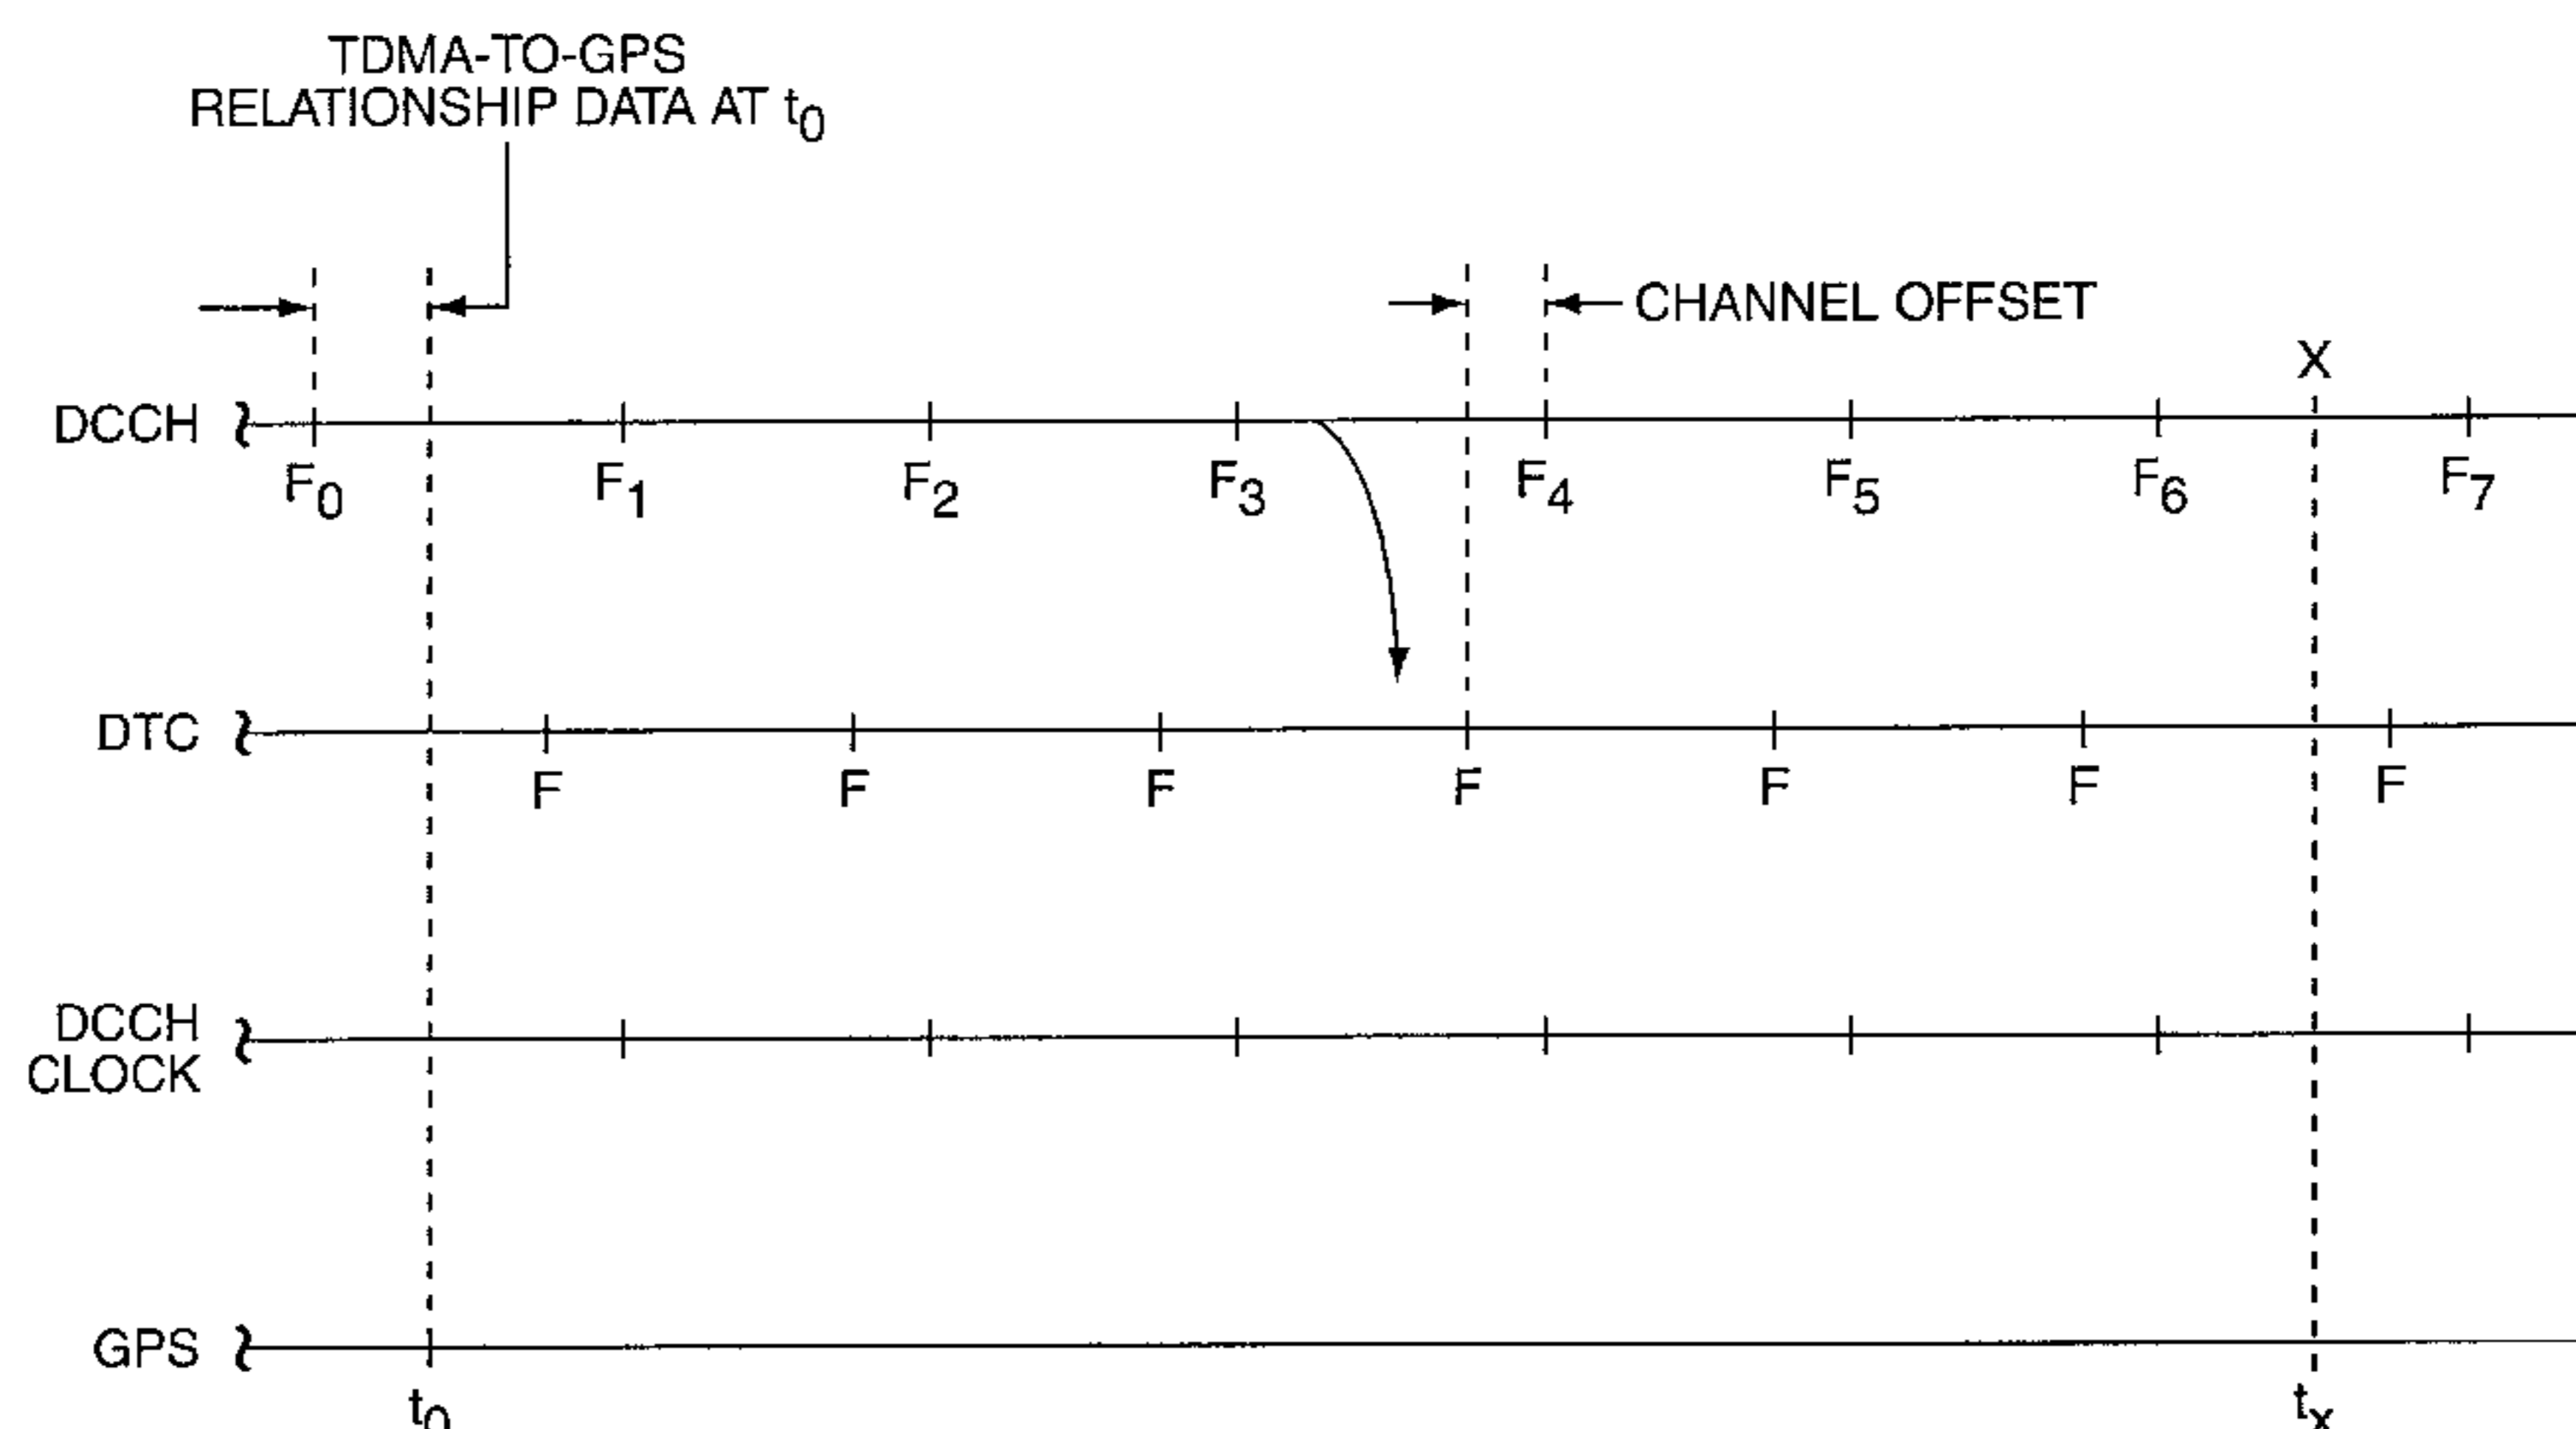 TDMA-TO-GPS
RELATIONSHIP DATA AT t0
CHANNEL OFFSET
X
DCCH
F0 F1 F2 F3 F4 F5 F6 F7
DTC
F F F F F F F
DCCH
CLOCK
GPS
t0 tx